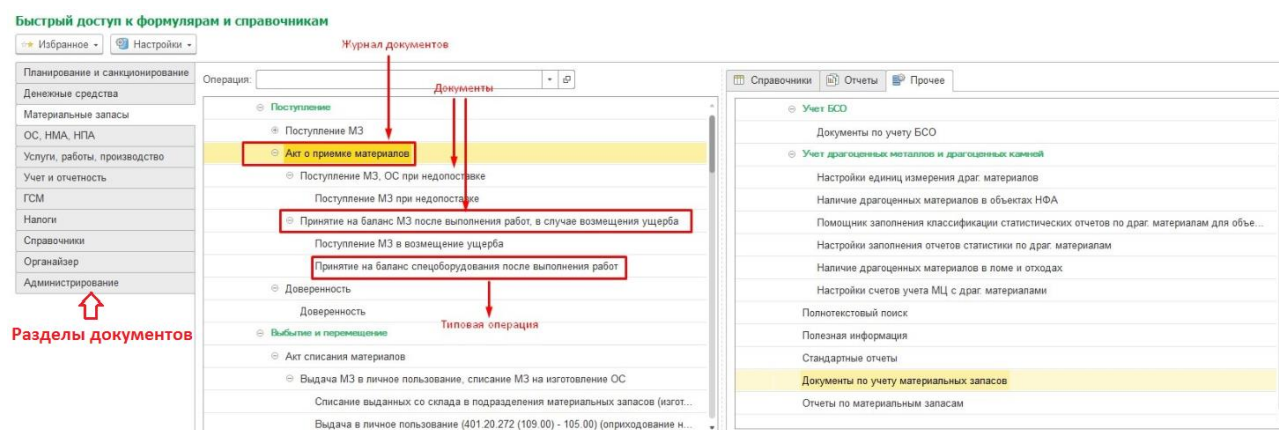 Быстрый доступ к формулярам и справочникам
Избранное
Настройки
Журнал документов
Планирование и санкционирование
Денежные средства
Материальные запасы
ОС, НМА, НПА
Услуги, работы, производство
Учет и отчетность
ГСМ
Налоги
Справочники
Органайзер
Администрирование
Разделы документов
Операция:
Документы
Поступление
Поступление МЗ
Акт о приемке материалов
Поступление МЗ, ОС при недопоставке
Поступление МЗ при недопоставке
Принятие на баланс МЗ после выполнения работ, в случае возмещения ущерба
Поступление МЗ в возмещение ущерба
Принятие на баланс спецоборудования после выполнения работ
Доверенность
Доверенность
Типовая операция
Выбытие и перемещение
Акт списания материалов
Выдача МЗ в личное пользование, списание МЗ на изготовление ОС
Списание выданных со склада в подразделения материальных запасов (изгот...
Выдача в личное пользование (401.20.272 (109.00) - 105.00) (оприходование н...
Справочники
Отчеты
Прочее
Учет БСО
Документы по учету БСО
Учет драгоценных металлов и драгоценных камней
Настройки единиц измерения драг. материалов
Наличие драгоценных материалов в объектах НФА
Помощник заполнения классификации статистических отчетов по драг. материалам для объе...
Настройки заполнения отчетов статистики по драг. материалам
Наличие драгоценных материалов в ломе и отходах
Настройки счетов учета МЦ с драг. материалами
Полнотекстовый поиск
Полезная информация
Стандартные отчеты
Документы по учету материальных запасов
Отчеты по материальным запасам